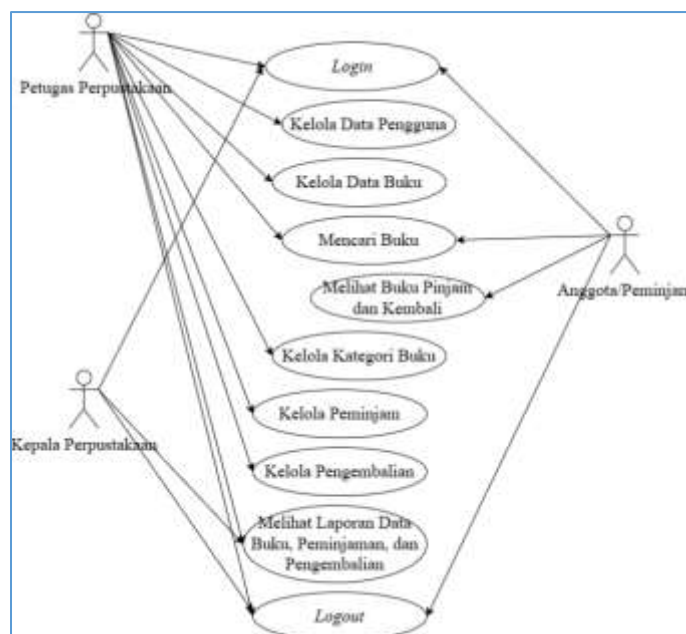 Login
Petugas Perpustakaan
Kelola Data Pengguna
Kelola Data Buku
Mencari Buku
Melihat Buku Pinjam
dan Kembali
Anggota/Peminjam
Kelola Kategori Buku
Kelola Peminjam
Kepala Perpustakaan
Kelola Pengembalian
Melihat Laporan Data
Buku, Peminjaman, dan
Pengembalian
Logout